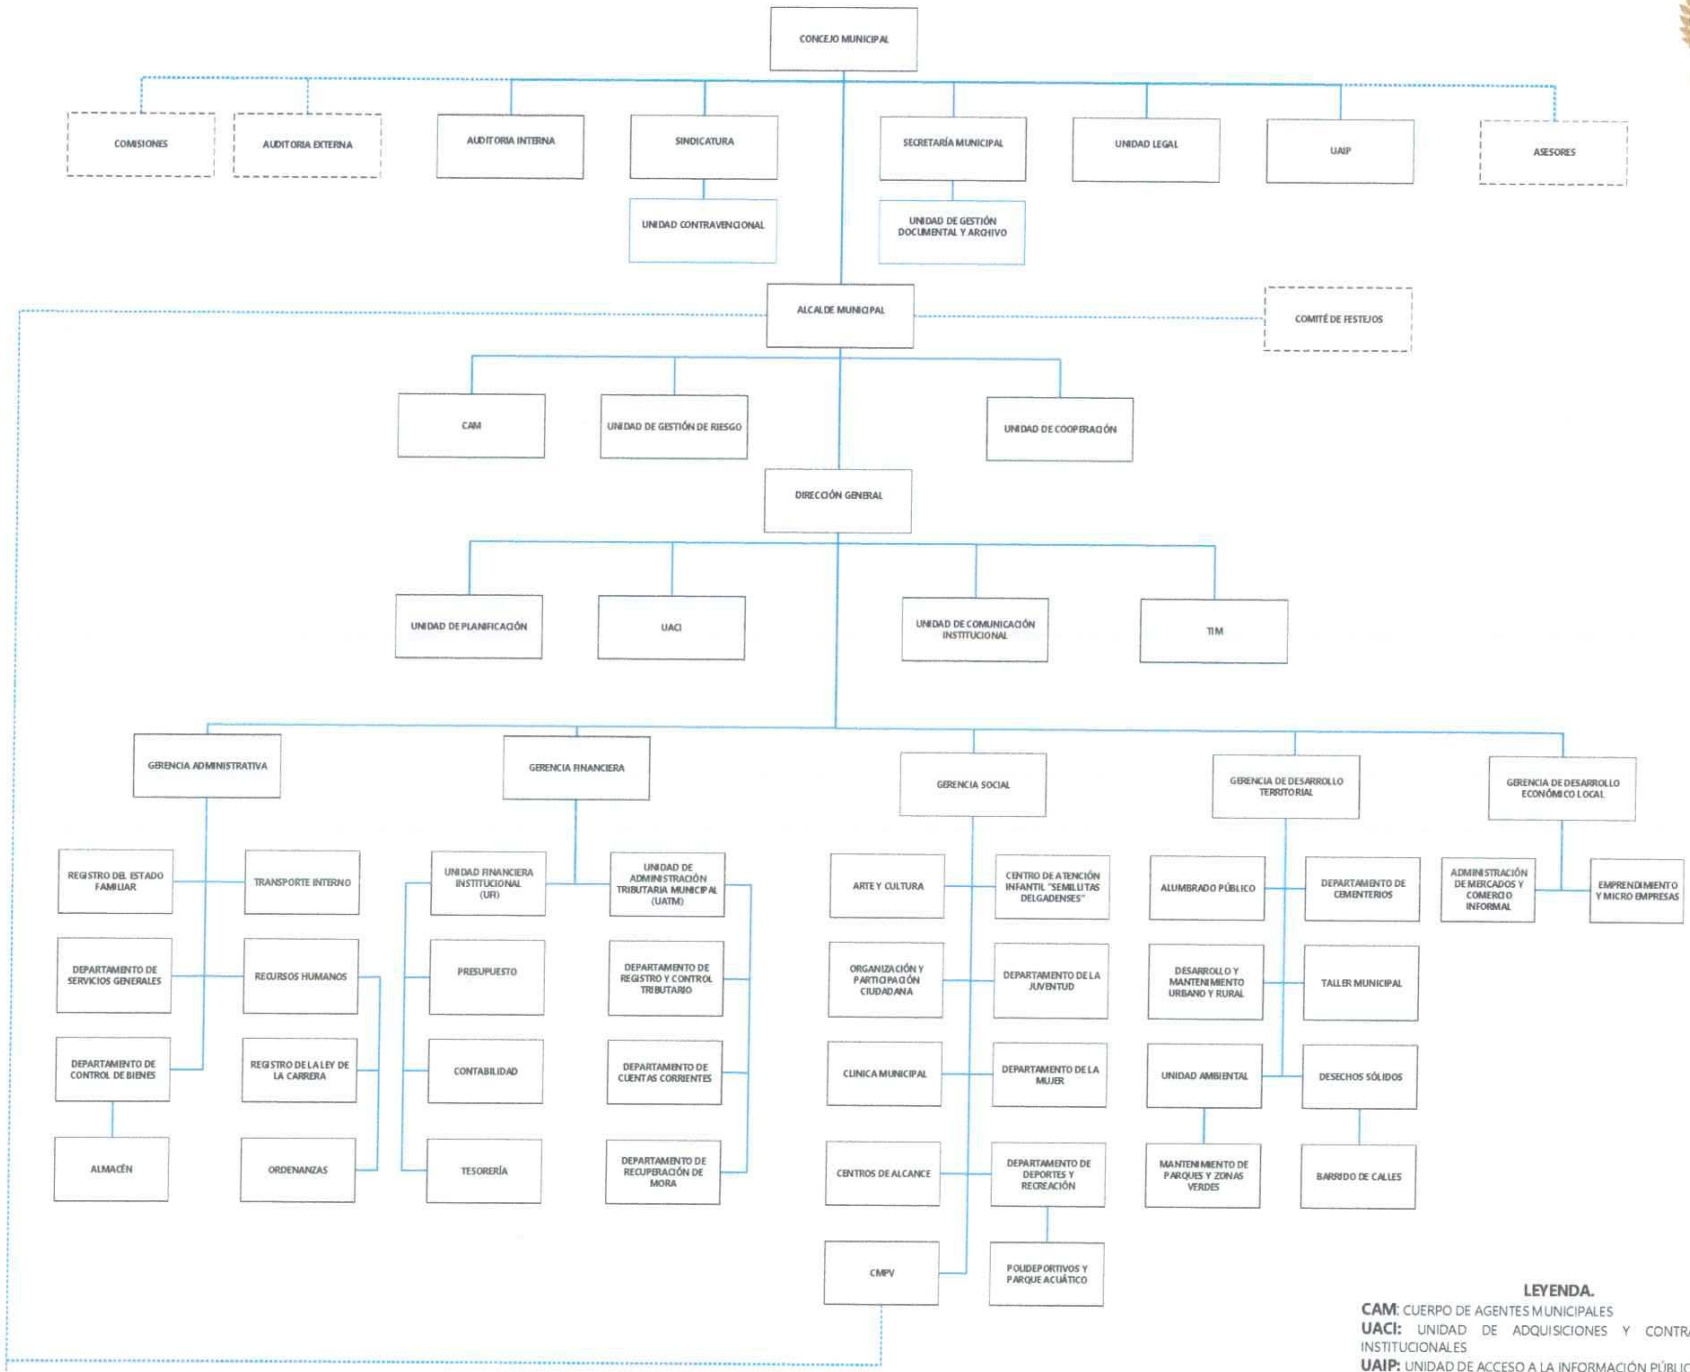 CONCEJO MUNICIPAL
COMISIONES
AUDITORIA EXTERNA
AUDITORIA INTERNA
SINDICATURA
SECRETARÍA MUNICIPAL
UNIDAD LEGAL
UAIP
ASESORES
UNIDAD CONTRAVENCIONAL
UNIDAD DE GESTIÓN
DOCUMENTAL Y ARCHIVO
ALCALDE MUNICIPAL
COMITÉ DE FESTEJOS
CAM
UNIDAD DE GESTIÓN DE RIESGO
UNIDAD DE COOPERACIÓN
DIRECCIÓN GENERAL
UNIDAD DE PLANIFICACIÓN
UACI
UNIDAD DE COMUNICACIÓN
INSTITUCIONAL
TIM
GERENCIA ADMINISTRATIVA
GERENCIA FINANCIERA
GERENCIA SOCIAL
GERENCIA DE DESARROLLO
TERRITORIAL
GERENCIA DE DESARROLLO
ECONÓMICO LOCAL
REGISTRO DEL ESTADO
FAMILIAR
TRANSPORTE INTERNO
UNIDAD FINANCIERA
INSTITUCIONAL
(UFI)
UNIDAD DE
ADMINISTRACIÓN
TRIBUTARIA MUNICIPAL
(UATM)
ARTE Y CULTURA
CENTRO DE ATENCIÓN
INFANTIL "SEMILLITAS
DELGADENSES"
ALUMBRADO PÚBLICO
DEPARTAMENTO DE
CEMENTERIOS
ADMINISTRACIÓN
DE MERCADOS Y
COMERCIO
INFORMAL
EMPRENDIMIENTO
Y MICRO EMPRESAS
DEPARTAMENTO DE
SERVICIOS GENERALES
RECURSOS HUMANOS
PRESUPUESTO
DEPARTAMENTO DE
REGISTRO Y CONTROL
TRIBUTARIO
ORGANIZACIÓN Y
PARTICIPACIÓN
CIUDADANA
DEPARTAMENTO DE LA
JUVENTUD
DESARROLLO Y
MANTENIMIENTO
URBANO Y RURAL
TALLER MUNICIPAL
DEPARTAMENTO DE
CONTROL DE BIENES
REGISTRO DE LA LEY DE
LA CARRERA
CONTABILIDAD
DEPARTAMENTO DE
CUENTAS CORRIENTES
CLINICA MUNICIPAL
DEPARTAMENTO DE LA
MUJER
UNIDAD AMBIENTAL
DESECHOS SÓLIDOS
ALMACÉN
ORDENANZAS
TESORERÍA
DEPARTAMENTO DE
RECUPERACIÓN DE
MORA
CENTROS DE ALCANCE
DEPARTAMENTO DE
DEPORTES Y
RECREACIÓN
MANTENIMIENTO DE
PARQUES Y ZONAS
VERDES
BARRIDO DE CALLES
CMPV
POLIDEPORTIVOS Y
PARQUE ACUÁTICO
LEYENDA.
CAM: CUERPO DE AGENTES MUNICIPALES
UACI: UNIDAD DE ADQUISICIONES Y CONTRA
INSTITUCIONALES
UAIP: UNIDAD DE ACCESO A LA INFORMACIÓN PÚBLIC